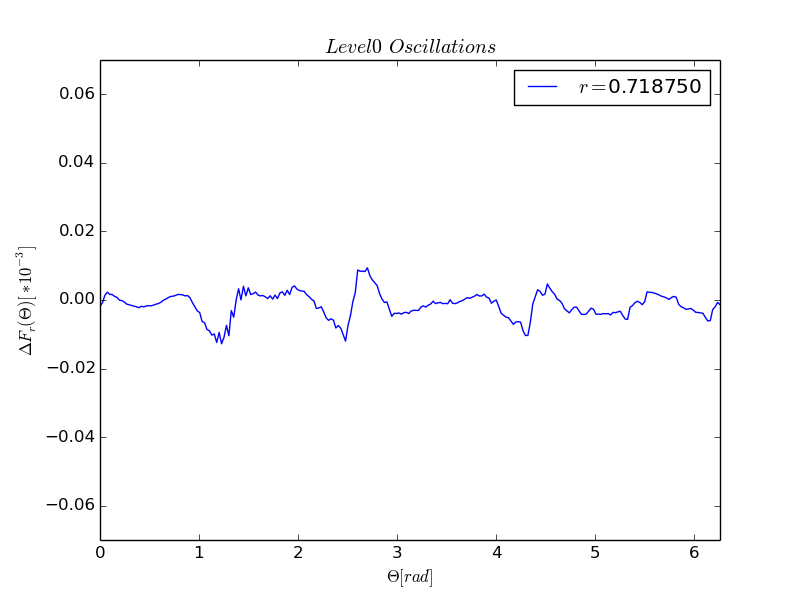 Level0 Oscillations
r=0.718750
0.06
0.04
0.02
0.00
−0.02
−0.04
−0.06
ΔF_r(Θ)[∗10^{-3}]
0 1 2 3 4 5 6
Θ[rad]